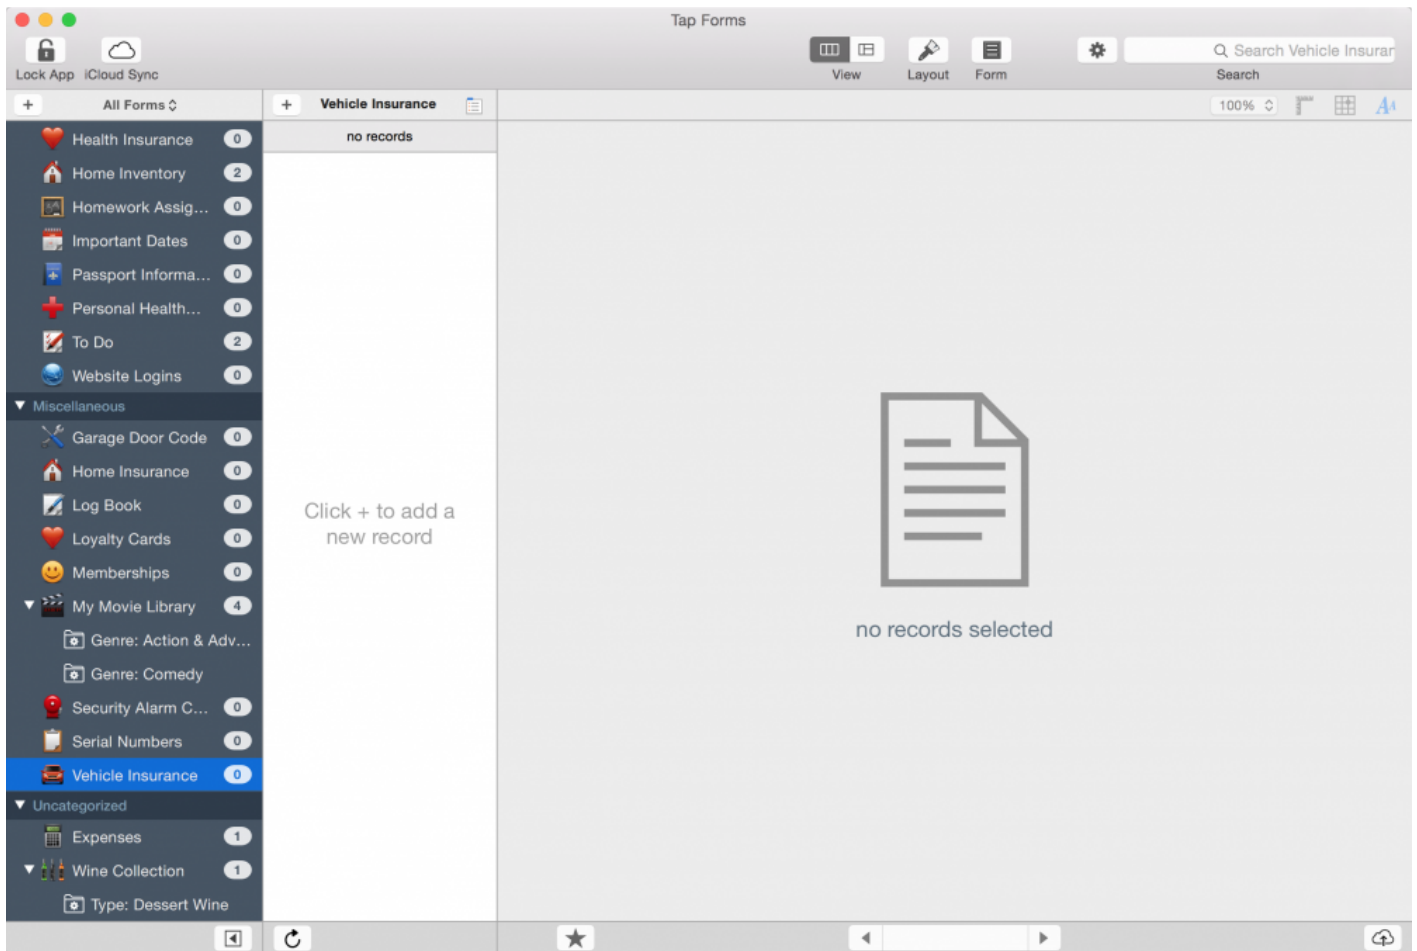 Tap Forms
Lock App
iCloud Sync
View
Layout
Form
Search Vehicle Insurar
Search
+
All Forms
+
Vehicle Insurance
100%
no records
Health Insurance 0
Home Inventory 2
Homework Assig... 0
Important Dates 0
Passport Informa... 0
Personal Health... 0
To Do 2
Website Logins 0
Miscellaneous
Garage Door Code 0
Home Insurance 0
Log Book 0
Loyalty Cards 0
Memberships 0
My Movie Library 4
Genre: Action & Adv...
Genre: Comedy
Security Alarm C... 0
Serial Numbers 0
Vehicle Insurance 0
Uncategorized
Expenses 1
Wine Collection 1
Type: Dessert Wine
Click + to add a
new record
no records selected